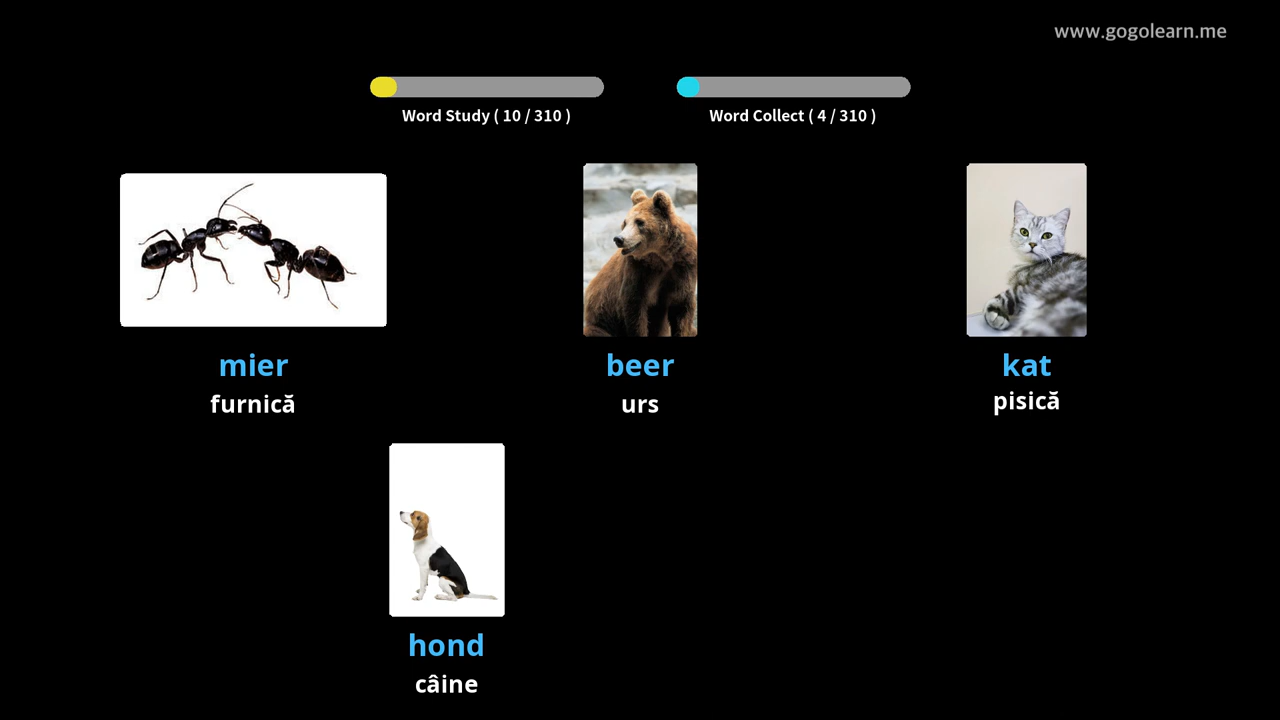 www.gogolearn.me
Word Study ( 10 / 310 )
Word Collect ( 4 / 310 )
mier
furnică
beer
urs
kat
pisică
hond
câine